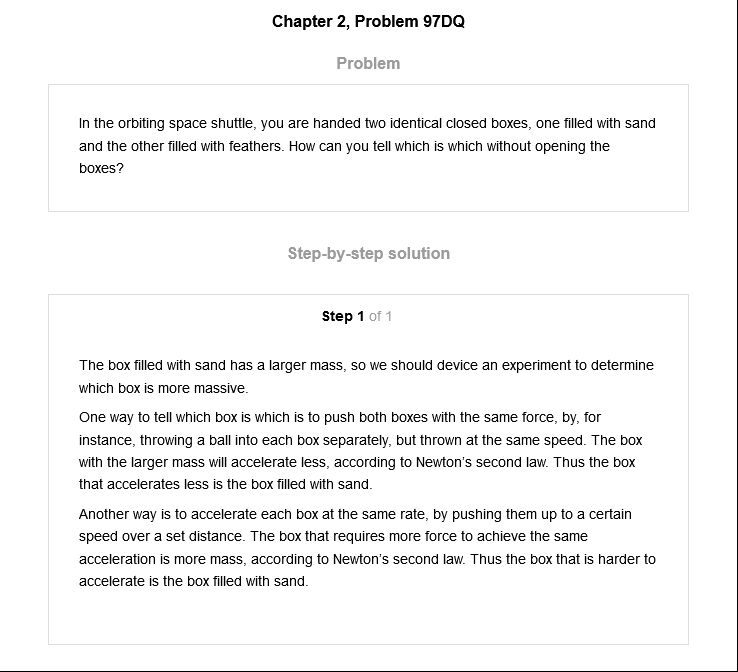 Chapter 2, Problem 97DQ
Problem
In the orbiting space shuttle, you are handed two identical closed boxes, one filled with sand
and the other filled with feathers. How can you tell which is which without opening the
boxes?
Step-by-step solution
Step 1 of 1
The box filled with sand has a larger mass, so we should device an experiment to determine
which box is more massive.
One way to tell which box is which is to push both boxes with the same force, by, for
instance, throwing a ball into each box separately, but thrown at the same speed. The box
with the larger mass will accelerate less, according to Newton's second law. Thus the box
that accelerates less is the box filled with sand.
Another way is to accelerate each box at the same rate, by pushing them up to a certain
speed over a set distance. The box that requires more force to achieve the same
acceleration is more mass, according to Newton's second law. Thus the box that is harder to
accelerate is the box filled with sand.